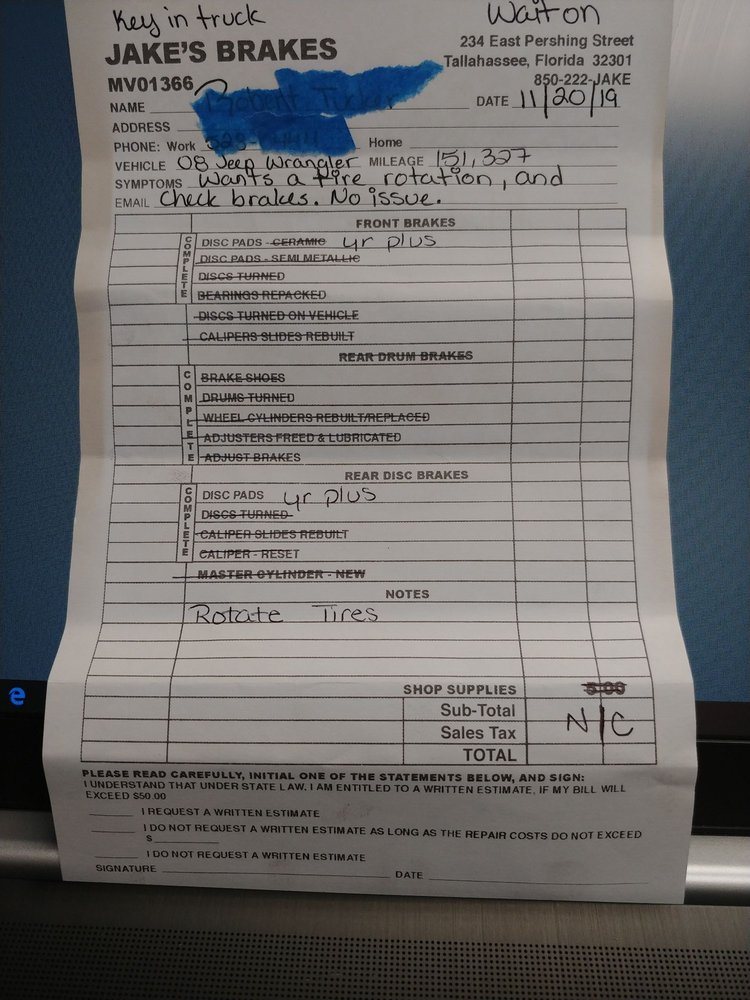 Key in truck
Wait on
JAKE'S BRAKES
234 East Pershing Street
Tallahassee, Florida 32301
850-222-JAKE
MV01366
NAME DATE 11/20/19
ADDRESS
PHONE: Work Home
VEHICLE 08 Jeep Wrangler MILEAGE 151,327
SYMPTOMS Wants a tire rotation, and
EMAIL Check brakes. No issue.
FRONT BRAKES
COMPLETE
DISC PADS - CERAMIC yr plus
DISC PADS - SEMI METALLIC
DISCS TURNED
BEARINGS REPACKED
DISCS TURNED ON VEHICLE
CALIPERS SLIDES REBUILT
REAR DRUM BRAKES
COMPLETE
BRAKE SHOES
DRUMS TURNED
WHEEL CYLINDERS REBUILT/REPLACED
ADJUSTERS FREED & LUBRICATED
ADJUST BRAKES
REAR DISC BRAKES
COMPLETE
DISC PADS yr plus
DISCS TURNED
CALIPER SLIDES REBUILT
CALIPER - RESET
MASTER CYLINDER - NEW
NOTES
Rotate Tires
SHOP SUPPLIES 5.00
Sub-Total
Sales Tax N/C
TOTAL
PLEASE READ CAREFULLY, INITIAL ONE OF THE STATEMENTS BELOW, AND SIGN:
I UNDERSTAND THAT UNDER STATE LAW. I AM ENTITLED TO A WRITTEN ESTIMATE, IF MY BILL WILL
EXCEED $50.00
I REQUEST A WRITTEN ESTIMATE
I DO NOT REQUEST A WRITTEN ESTIMATE AS LONG AS THE REPAIR COSTS DO NOT EXCEED
$
I DO NOT REQUEST A WRITTEN ESTIMATE
SIGNATURE DATE